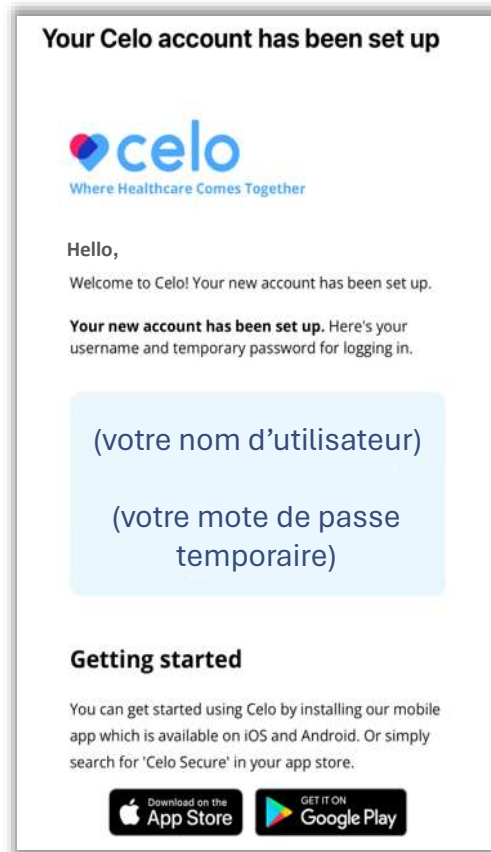 Your Celo account has been set up
celo
Where Healthcare Comes Together
Hello,
Welcome to Celo! Your new account has been set up.
Your new account has been set up. Here's your
username and temporary password for logging in.
(votre nom d'utilisateur)
(votre mote de passe
temporaire)
Getting started
You can get started using Celo by installing our mobile
app which is available on iOS and Android. Or simply
search for 'Celo Secure' in your app store.
Download on the
App Store
GET IT ON
Google Play